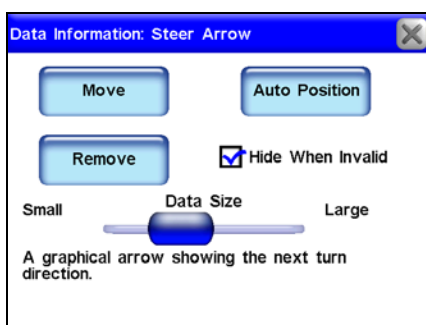 Data Information: Steer Arrow
Move
Auto Position
Remove
Hide When Invalid
Data Size
Small
Large
A graphical arrow showing the next turn
direction.